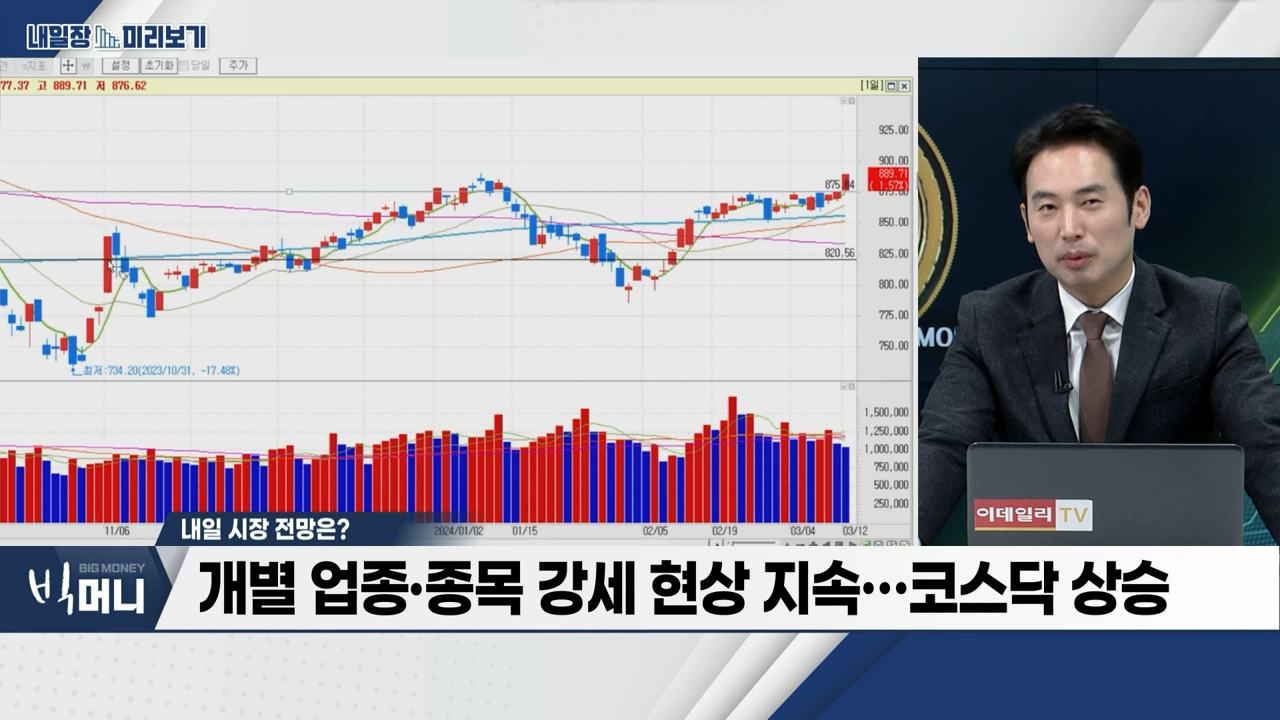 내일장 미리보기
지표 설정 초기화 당일 주가
77.37 고 889.71 저 876.62
[1일]
925.00
900.00
889.71
( 1.57%)
875.64
850.00
825.00
820.56
800.00
775.00
750.00
최저:734.20(2023/10/31, -17.48%)
1,500,000
1,250,000
1,000,000
750,000
500,000
250,000
11/06 2024/01/02 01/15 02/05 02/19 03/04 03/12
이데일리 TV
내일 시장 전망은?
BIG MONEY
빅머니
개별 업종·종목 강세 현상 지속…코스닥 상승